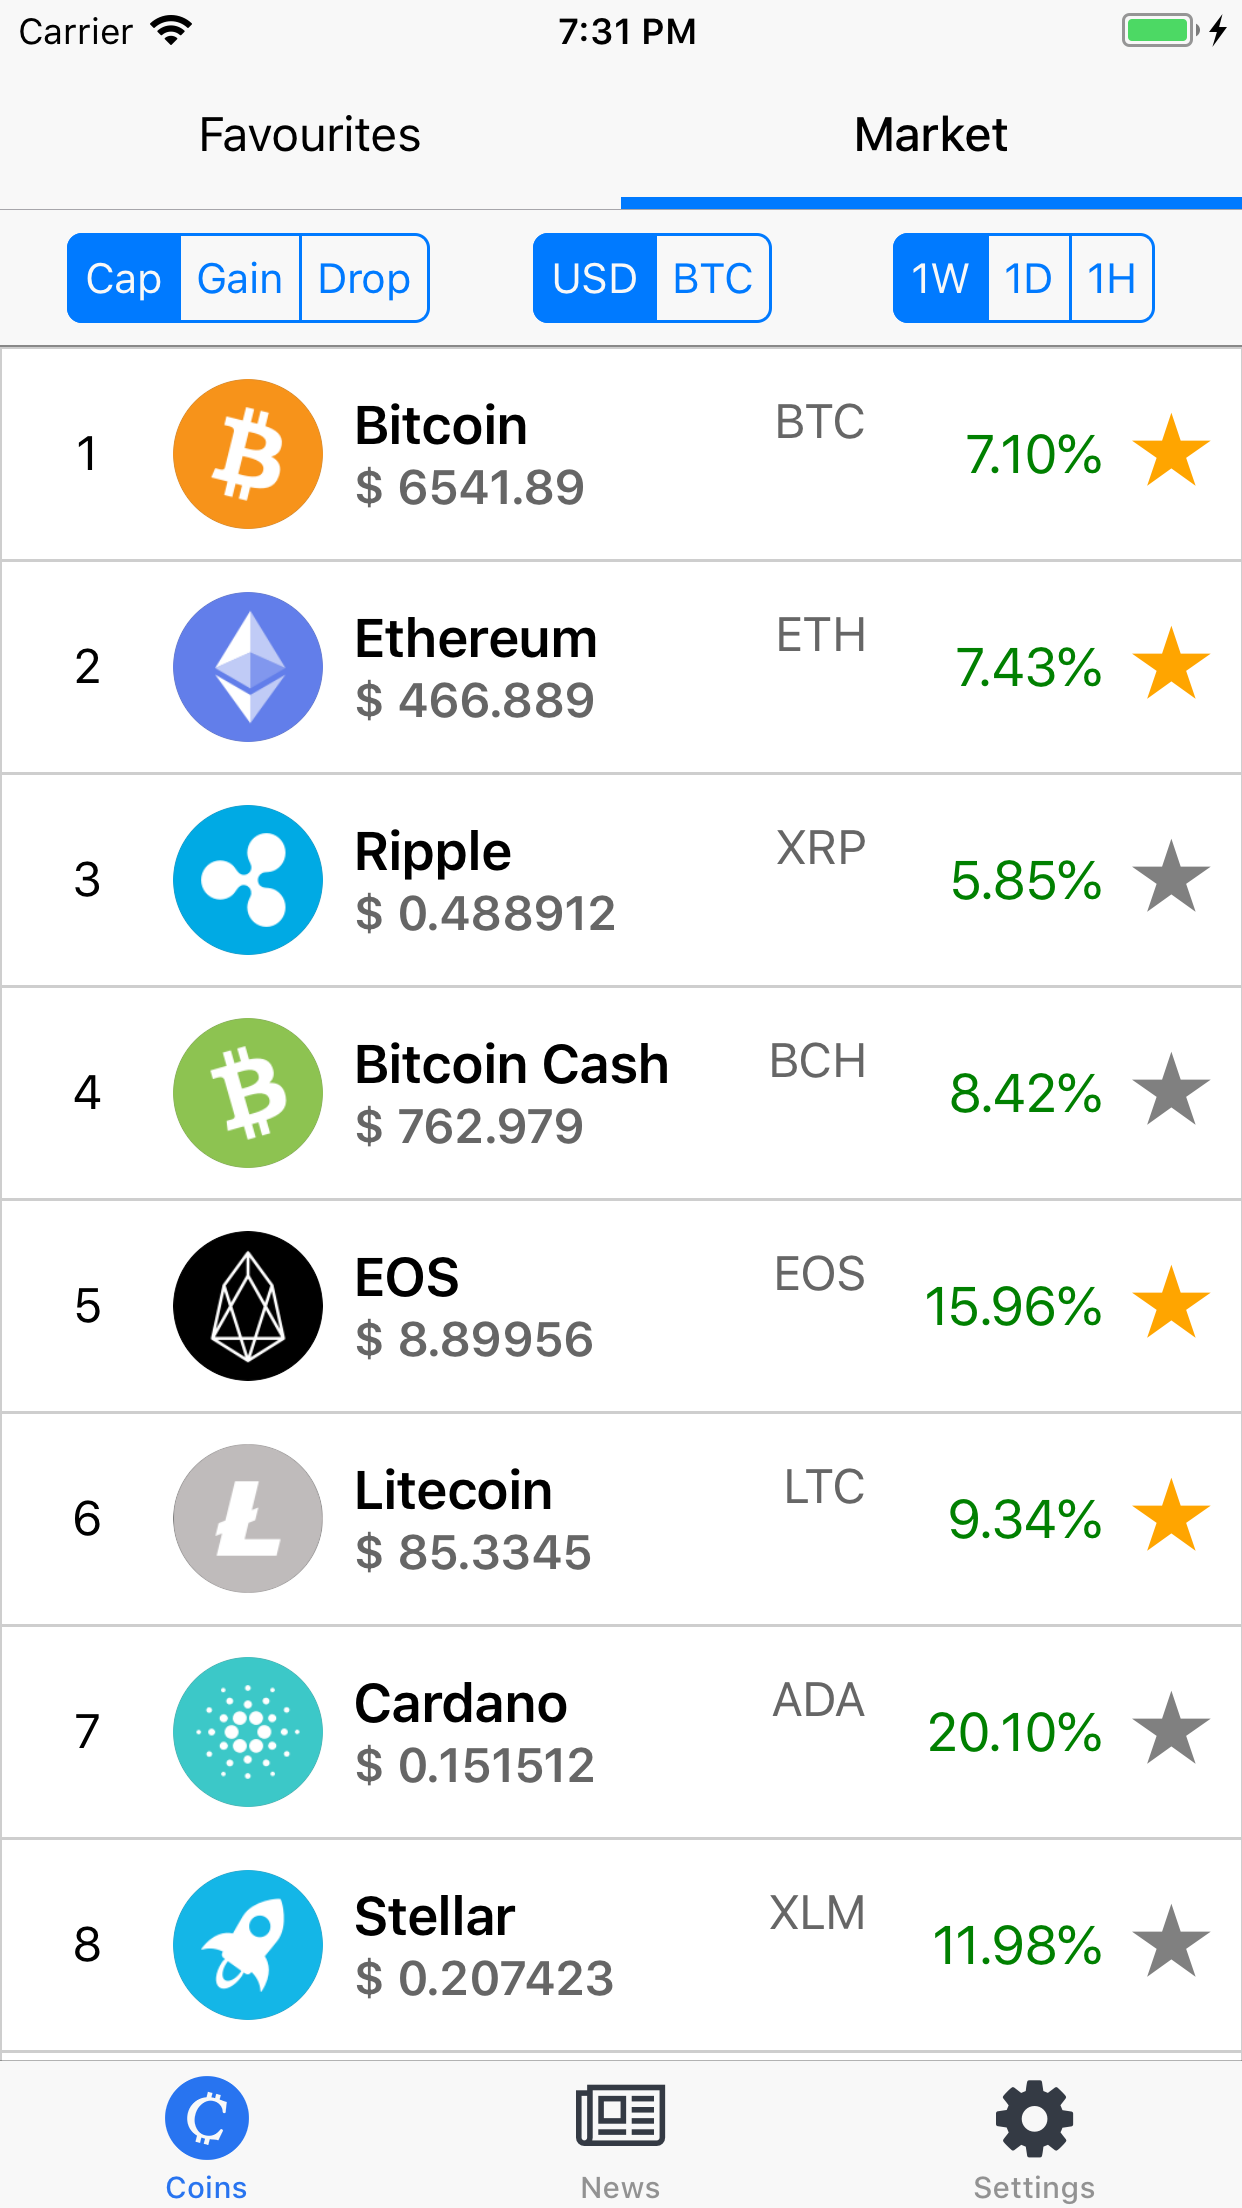 Carrier 7:31 PM
Favourites Market
Cap Gain Drop USD BTC 1W 1D 1H
1 Bitcoin BTC 7.10%
$ 6541.89
2 Ethereum ETH 7.43%
$ 466.889
3 Ripple XRP 5.85%
$ 0.488912
4 Bitcoin Cash BCH 8.42%
$ 762.979
5 EOS EOS 15.96%
$ 8.89956
6 Litecoin LTC 9.34%
$ 85.3345
7 Cardano ADA 20.10%
$ 0.151512
8 Stellar XLM 11.98%
$ 0.207423
Coins News Settings